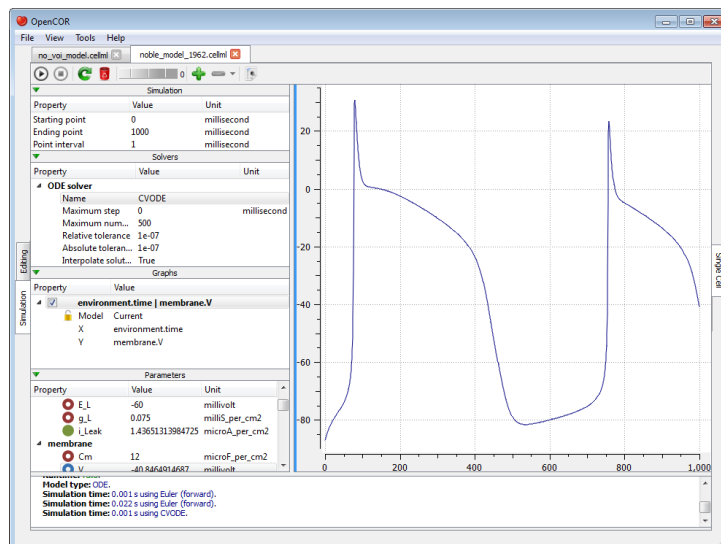 OpenCOR
File View Tools Help
no_voi_model.cellml noble_model_1962.cellml
0
Simulation
Property Value Unit
Starting point 0 millisecond
Ending point 1000 millisecond
Point interval 1 millisecond
Solvers
Property Value Unit
ODE solver
Name CVODE
Maximum step 0 millisecond
Maximum num... 500
Relative tolerance 1e-07
Absolute toleran... 1e-07
Interpolate solut... True
Graphs
Property Value
environment.time | membrane.V
Model Current
X environment.time
Y membrane.V
Parameters
Property Value Unit
E_L -60 millivolt
g_L 0.075 milliS_per_cm2
i_Leak 1.43651313984725 microA_per_cm2
membrane
Cm 12 microF_per_cm2
V -40.8464914687 millivolt
Editing
Simulation
20
0
-20
-40
-60
-80
0 200 400 600 800 1,000
Single Cell
Model type: ODE.
Simulation time: 0.001 s using Euler (forward).
Simulation time: 0.022 s using Euler (forward).
Simulation time: 0.001 s using CVODE.